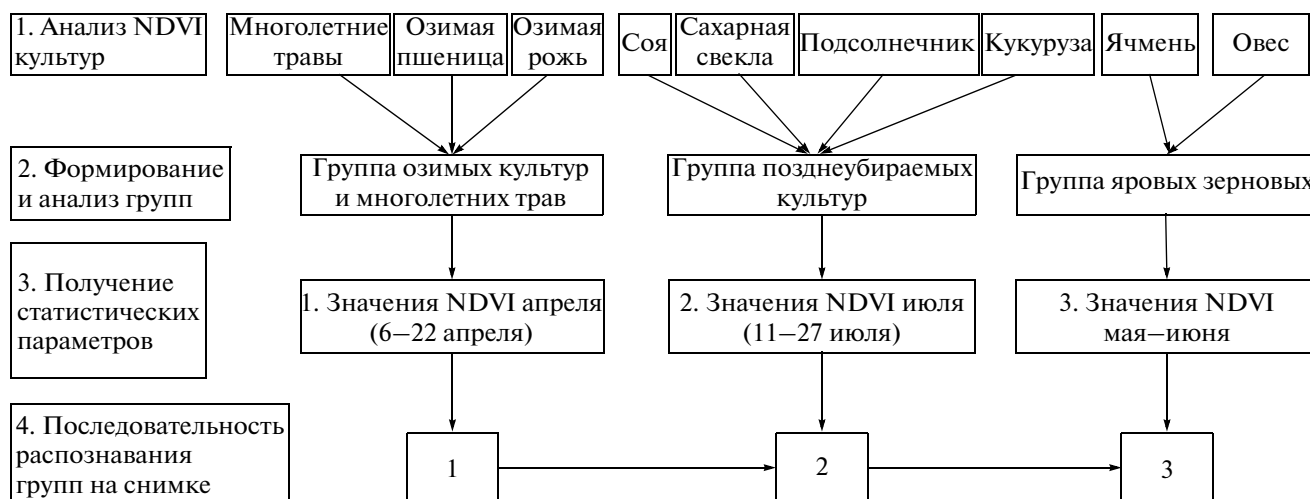 1. Анализ NDVI
культур
Многолетние
травы
Озимая
пшеница
Озимая
рожь
Соя
Сахарная
свекла
Подсолнечник
Кукуруза
Ячмень
Овес
2. Формирование
и анализ групп
Группа озимых культур
и многолетних трав
Группа позднеубираемых
культур
Группа яровых зерновых
3. Получение
статистических
параметров
1. Значения NDVI апреля
(6–22 апреля)
2. Значения NDVI июля
(11–27 июля)
3. Значения NDVI
мая–июня
4. Последовательность
распознавания
групп на снимке
1
2
3